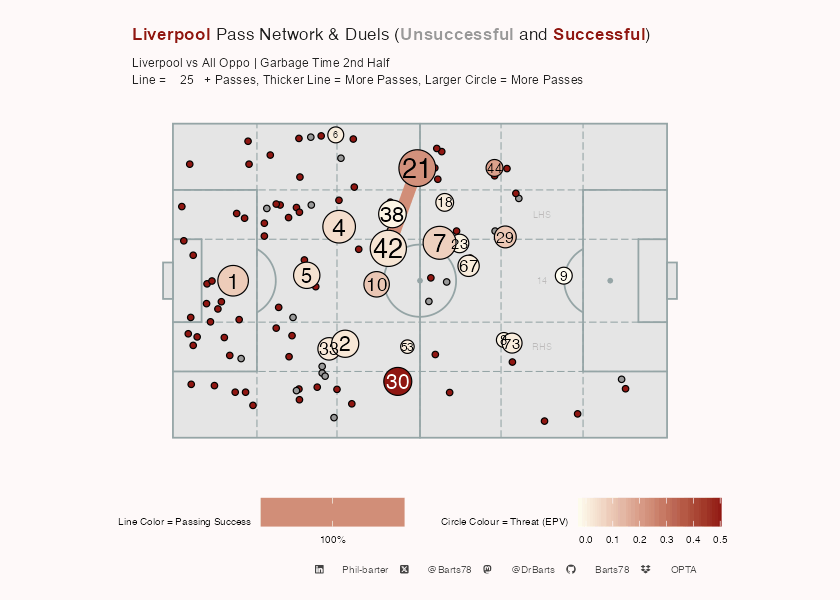 Liverpool Pass Network & Duels (Unsuccessful and Successful)
Liverpool vs All Oppo | Garbage Time 2nd Half
Line = 25 + Passes, Thicker Line = More Passes, Larger Circle = More Passes
6
21
44
18
38
LHS
4
42
7
23
29
67
5
10
1
9
14
33
2
53
73
RHS
30
Line Color = Passing Success
100%
Circle Colour = Threat (EPV)
0.0 0.1 0.2 0.3 0.4 0.5
Phil-barter @Barts78 @DrBarts Barts78 OPTA